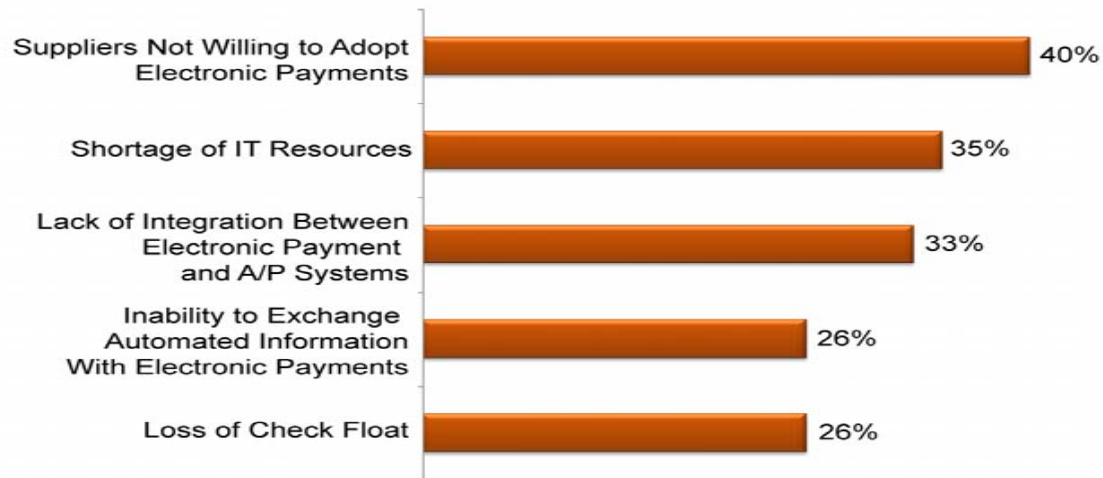 Suppliers Not Willing to Adopt
Electronic Payments
40%
Shortage of IT Resources
35%
Lack of Integration Between
Electronic Payment
and A/P Systems
33%
Inability to Exchange
Automated Information
With Electronic Payments
26%
Loss of Check Float
26%